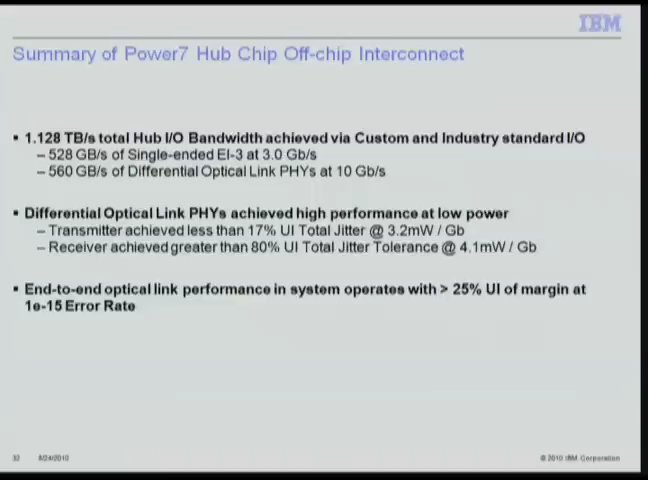 IBM
Summary of Power7 Hub Chip Off-chip Interconnect
▪ 1.128 TB/s total Hub I/O Bandwidth achieved via Custom and Industry standard I/O
– 528 GB/s of Single-ended EI-3 at 3.0 Gb/s
– 560 GB/s of Differential Optical Link PHYs at 10 Gb/s
▪ Differential Optical Link PHYs achieved high performance at low power
– Transmitter achieved less than 17% UI Total Jitter @ 3.2mW / Gb
– Receiver achieved greater than 80% UI Total Jitter Tolerance @ 4.1mW / Gb
▪ End-to-end optical link performance in system operates with > 25% UI of margin at
1e-15 Error Rate
32 8/24/2010 © 2010 IBM Corporation